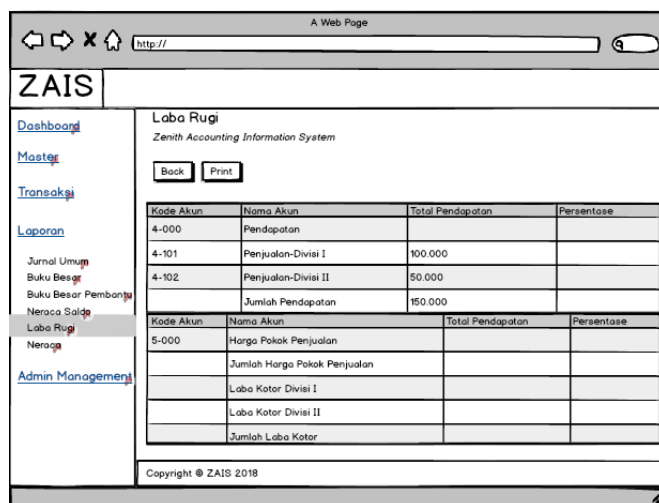 A Web Page
http://
ZAIS
Dashboard
Master
Transaksi
Laporan
Jurnal Umum
Buku Besar
Buku Besar Pembantu
Neraca Saldo
Laba Rugi
Neraca
Admin Management
Laba Rugi
Zenith Accounting Information System
Back Print
Kode Akun Nama Akun Total Pendapatan Persentase
4-000 Pendapatan
4-101 Penjualan-Divisi I 100.000
4-102 Penjualan-Divisi II 50.000
Jumlah Pendapatan 150.000
Kode Akun Nama Akun Total Pendapatan Persentase
5-000 Harga Pokok Penjualan
Jumlah Harga Pokok Penjualan
Laba Kotor Divisi I
Laba Kotor Divisi II
Jumlah Laba Kotor
Copyright © ZAIS 2018